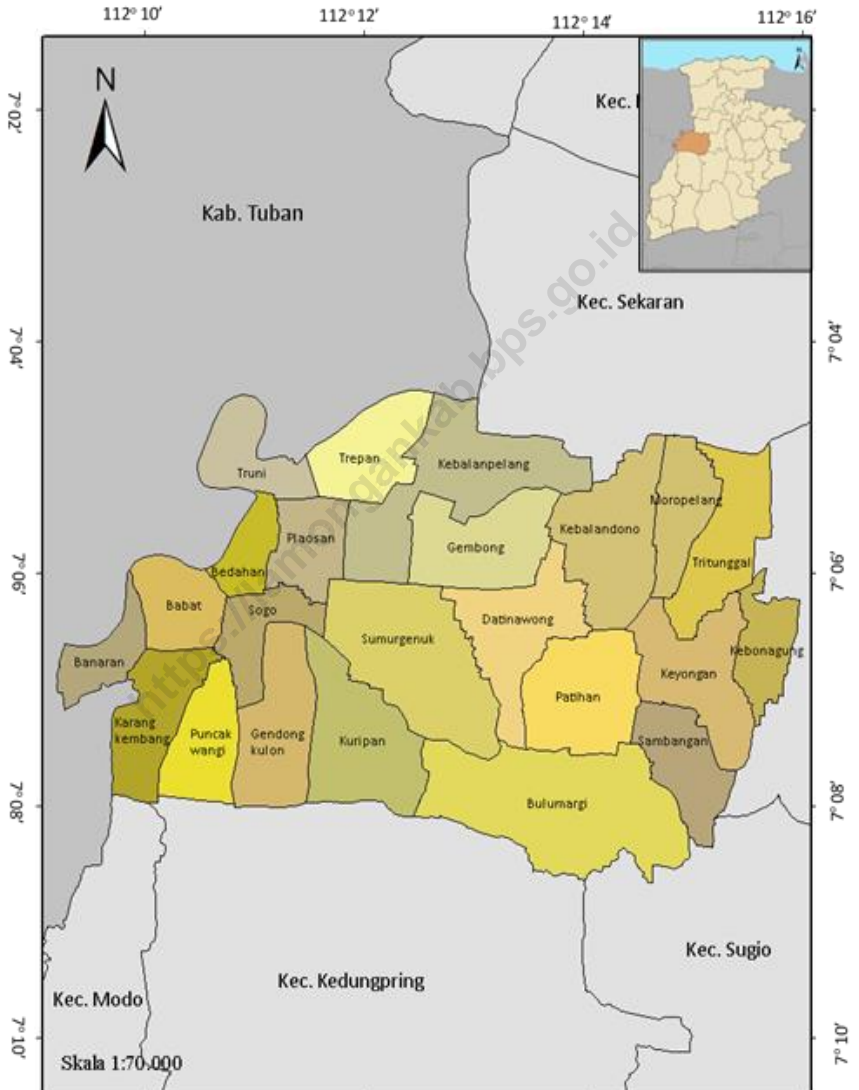 112° 10'
112° 12'
112° 14'
112° 16'
N
7° 02'
Kec.
Kab. Tuban
Kec. Sekaran
7° 04'
7° 04'
Trepan
Kebalanpelang
Truni
Moropelang
Plaosan
Kebalandono
Gembong
Tritunggal
Bedahan
7° 06'
7° 06'
Babat
Sogo
Datinawong
Sumurgenuk
Kebonagung
Banaran
Keyongan
Patihan
Karang
kembang
Puncak
wangi
Gendong
kulon
Kuripan
Sambangan
Bulumargi
7° 08'
7° 08'
Kec. Sugio
Kec. Kedungpring
Kec. Modo
7° 10'
7° 10'
Skala 1:70.000
https://lamongankab.bps.go.id